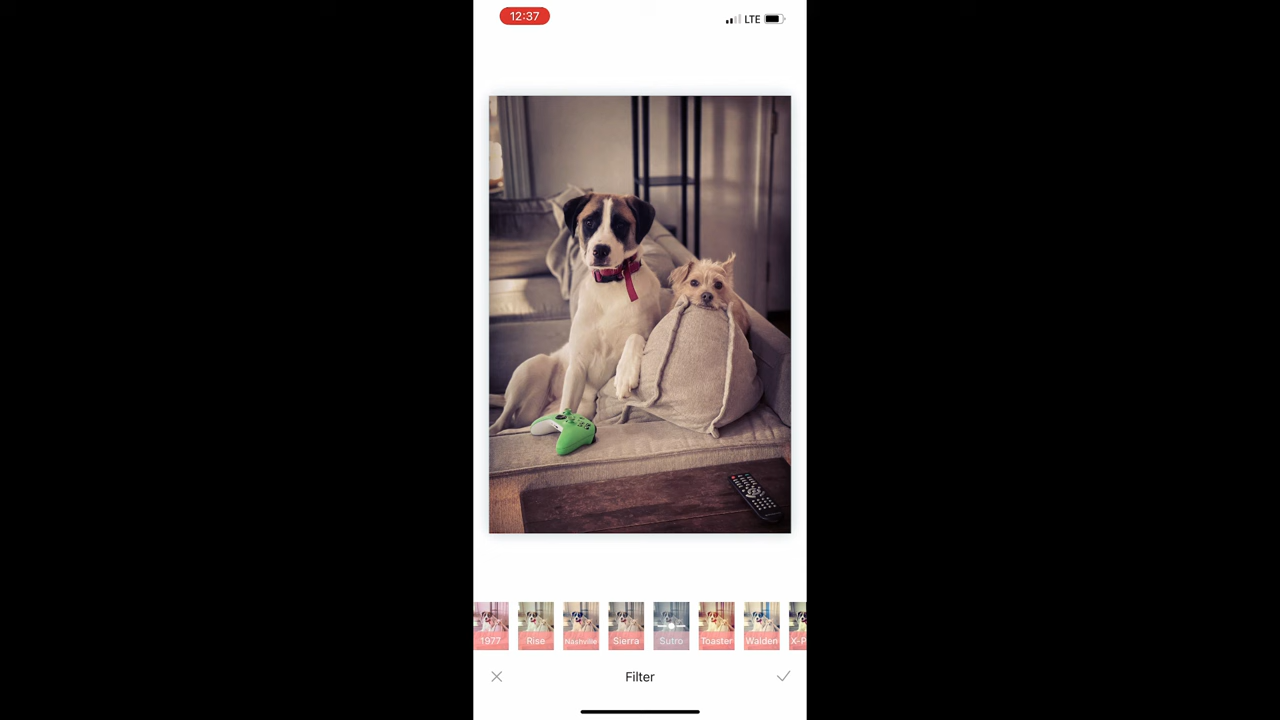 12:37
LTE
1977
Rise
Nashville
Sierra
Sutro
Toaster
Walden
X-P
Filter